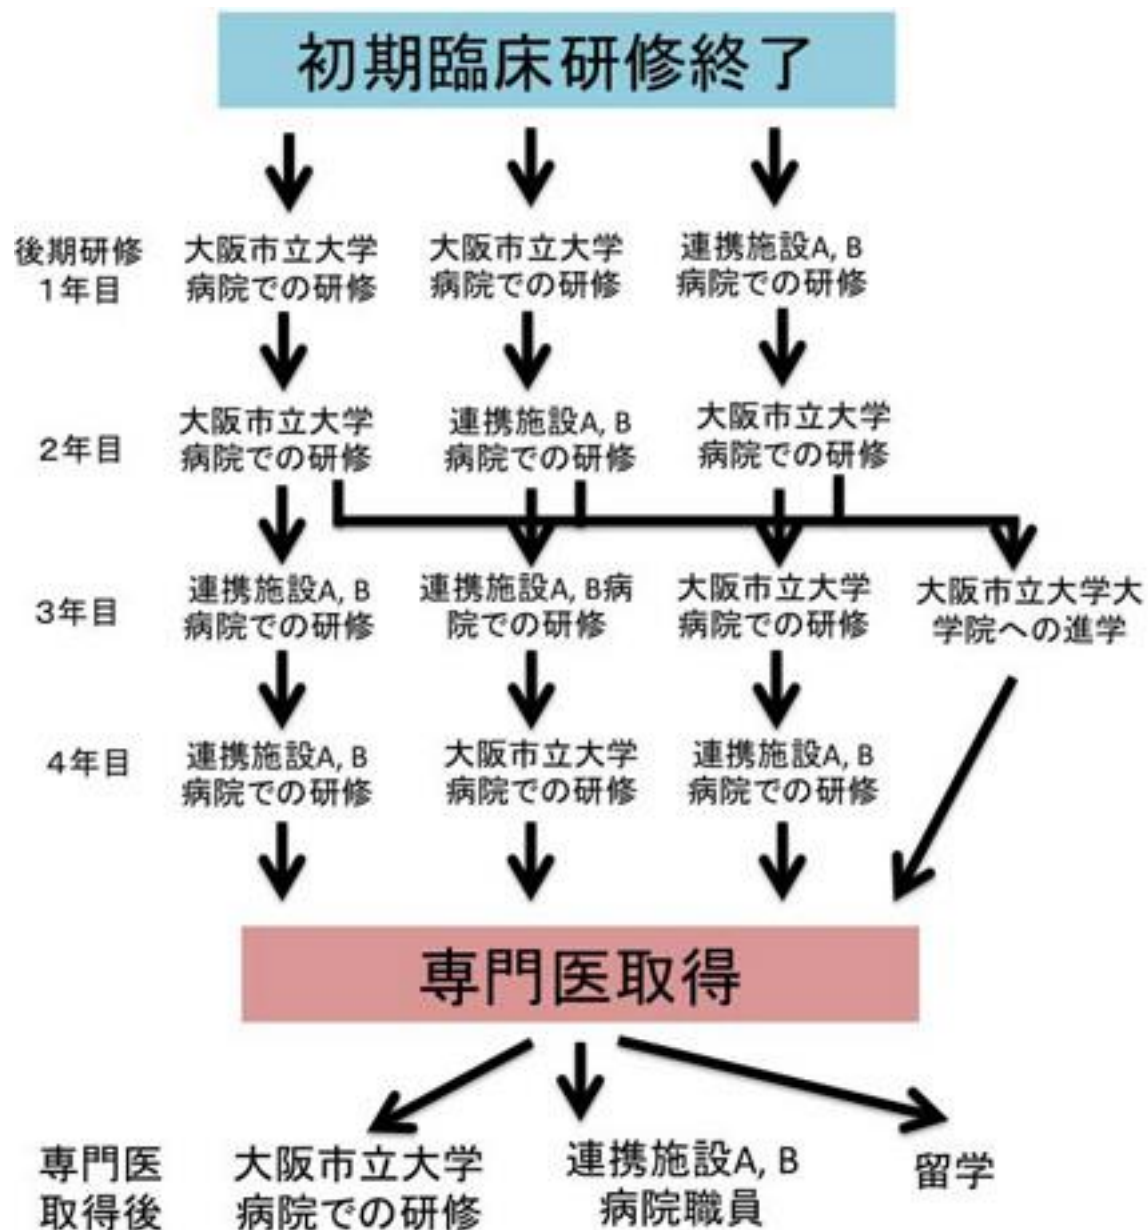 初期臨床研修終了
後期研修
1年目
大阪市立大学
病院での研修
大阪市立大学
病院での研修
連携施設A, B
病院での研修
2年目
大阪市立大学
病院での研修
連携施設A, B
病院での研修
大阪市立大学
病院での研修
3年目
連携施設A, B
病院での研修
連携施設A, B病
院での研修
大阪市立大学
病院での研修
大阪市立大学大
学院への進学
4年目
連携施設A, B
病院での研修
大阪市立大学
病院での研修
連携施設A, B
病院での研修
専門医取得
専門医
取得後
大阪市立大学
病院での研修
連携施設A, B
病院職員
留学